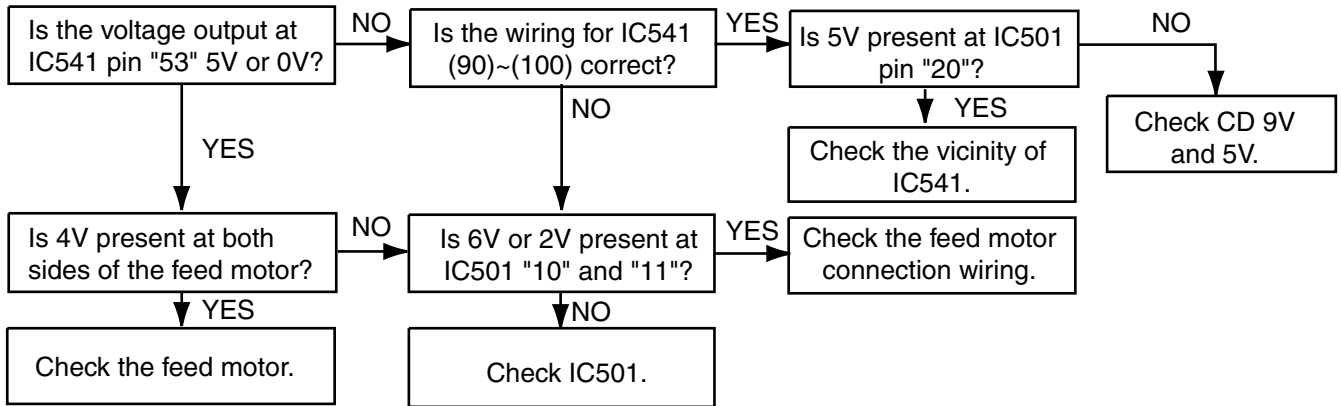 Is the voltage output at
IC541 pin "53" 5V or 0V?
NO
Is the wiring for IC541
(90)~(100) correct?
YES
Is 5V present at IC501
pin "20"?
NO
YES
NO
YES
Check the vicinity of
IC541.
Check CD 9V
and 5V.
Is 4V present at both
sides of the feed motor?
NO
Is 6V or 2V present at
IC501 "10" and "11"?
YES
Check the feed motor
connection wiring.
YES
NO
Check the feed motor.
Check IC501.